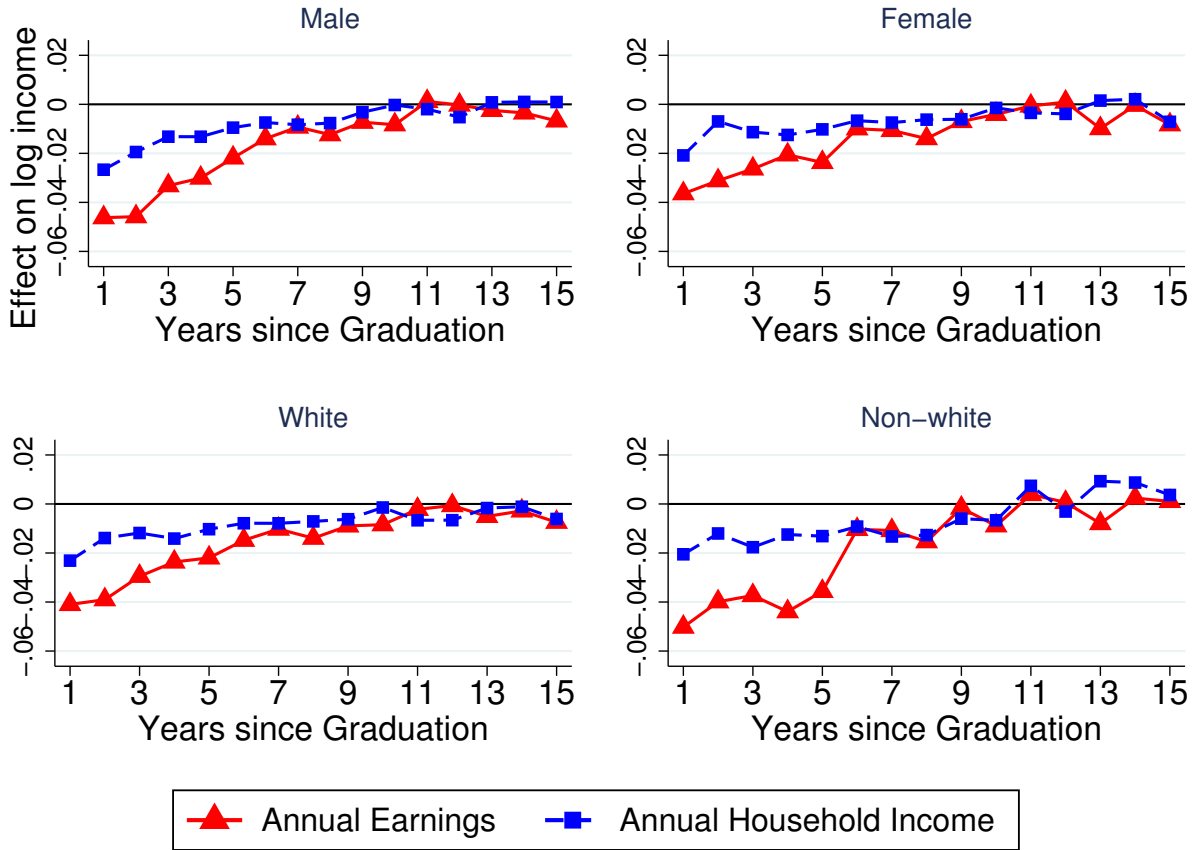 Male
Effect on log income
.02
0
-.02
-.04
-.06
1 3 5 7 9 11 13 15
Years since Graduation
Female
.02
0
-.02
-.04
-.06
1 3 5 7 9 11 13 15
Years since Graduation
White
.02
0
-.02
-.04
-.06
1 3 5 7 9 11 13 15
Years since Graduation
Non-white
.02
0
-.02
-.04
-.06
1 3 5 7 9 11 13 15
Years since Graduation
Annual Earnings Annual Household Income